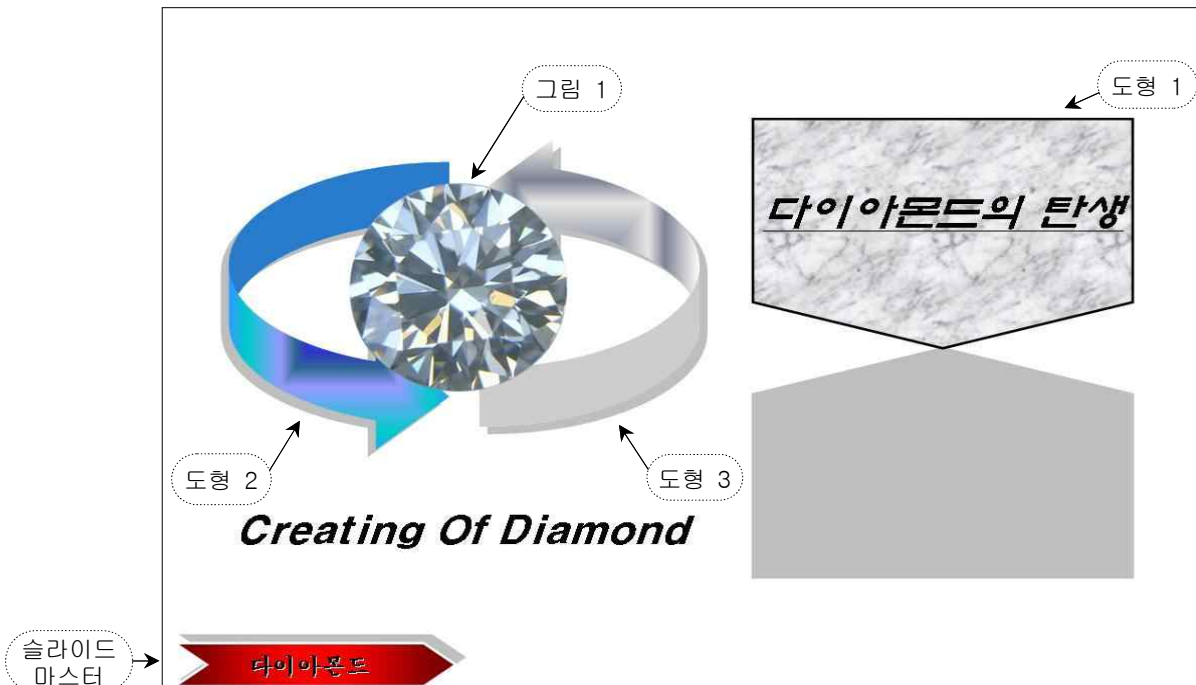 그림 1
도형 1
다이아몬드의 탄생
도형 2
도형 3
Creating Of Diamond
슬라이드
마스터
다이아몬드